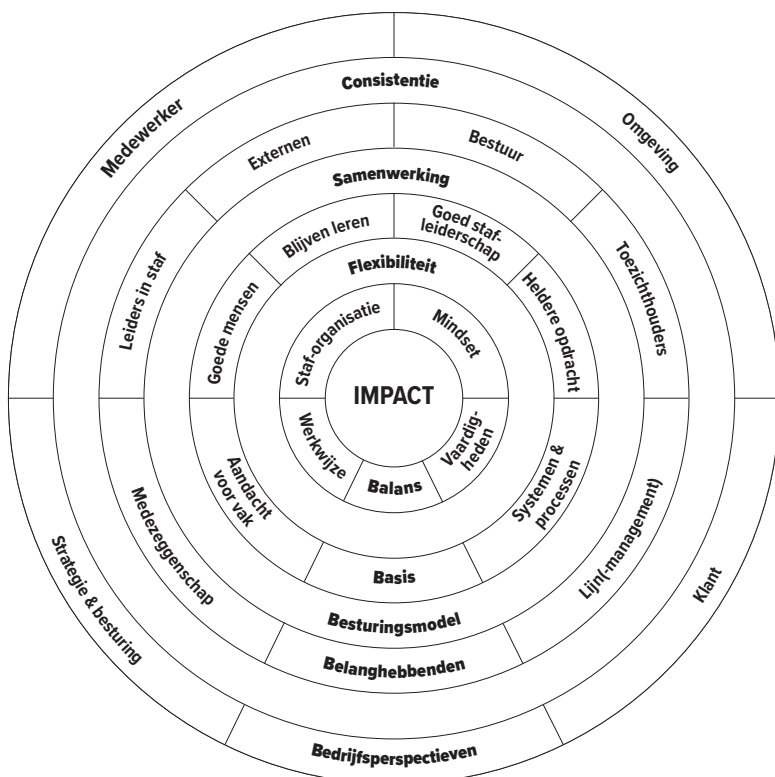 Medewerker
Omgeving
Consistentie
Externen
Bestuur
Samenwerking
Leiders in staf
Toezichthouders
Blijven leren
Goed staf-
leiderschap
Flexibiliteit
Goede mensen
Heldere opdracht
Staf-organisatie
Mindset
IMPACT
Werkwijze
Vaardig-
heden
Balans
Aandacht
voor vak
Systemen &
processen
Basis
Medezeggenschap
Lijn(-management)
Besturingsmodel
Belanghebbenden
Strategie & besturing
Klant
Bedrijfsperspectieven